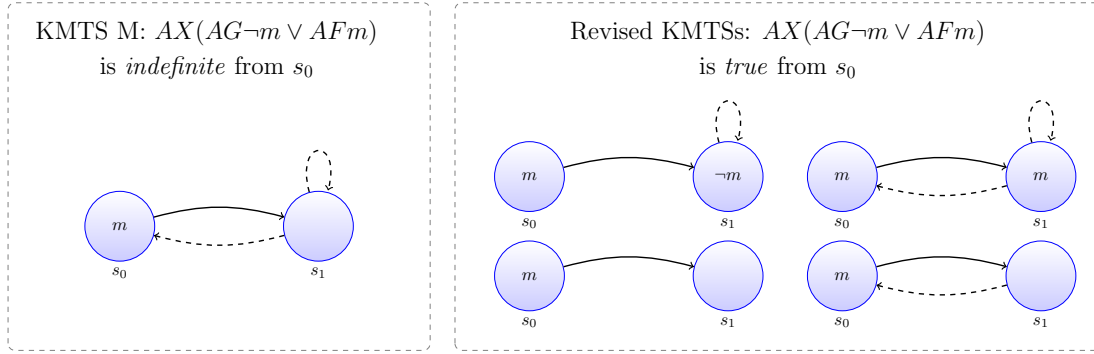 KMTS M: AX(AG¬m ∨ AFm)
is indefinite from s₀
m
s₀
s₁
Revised KMTSs: AX(AG¬m ∨ AFm)
is true from s₀
m
¬m
s₀
s₁
m
m
s₀
s₁
m
s₀
s₁
m
s₀
s₁